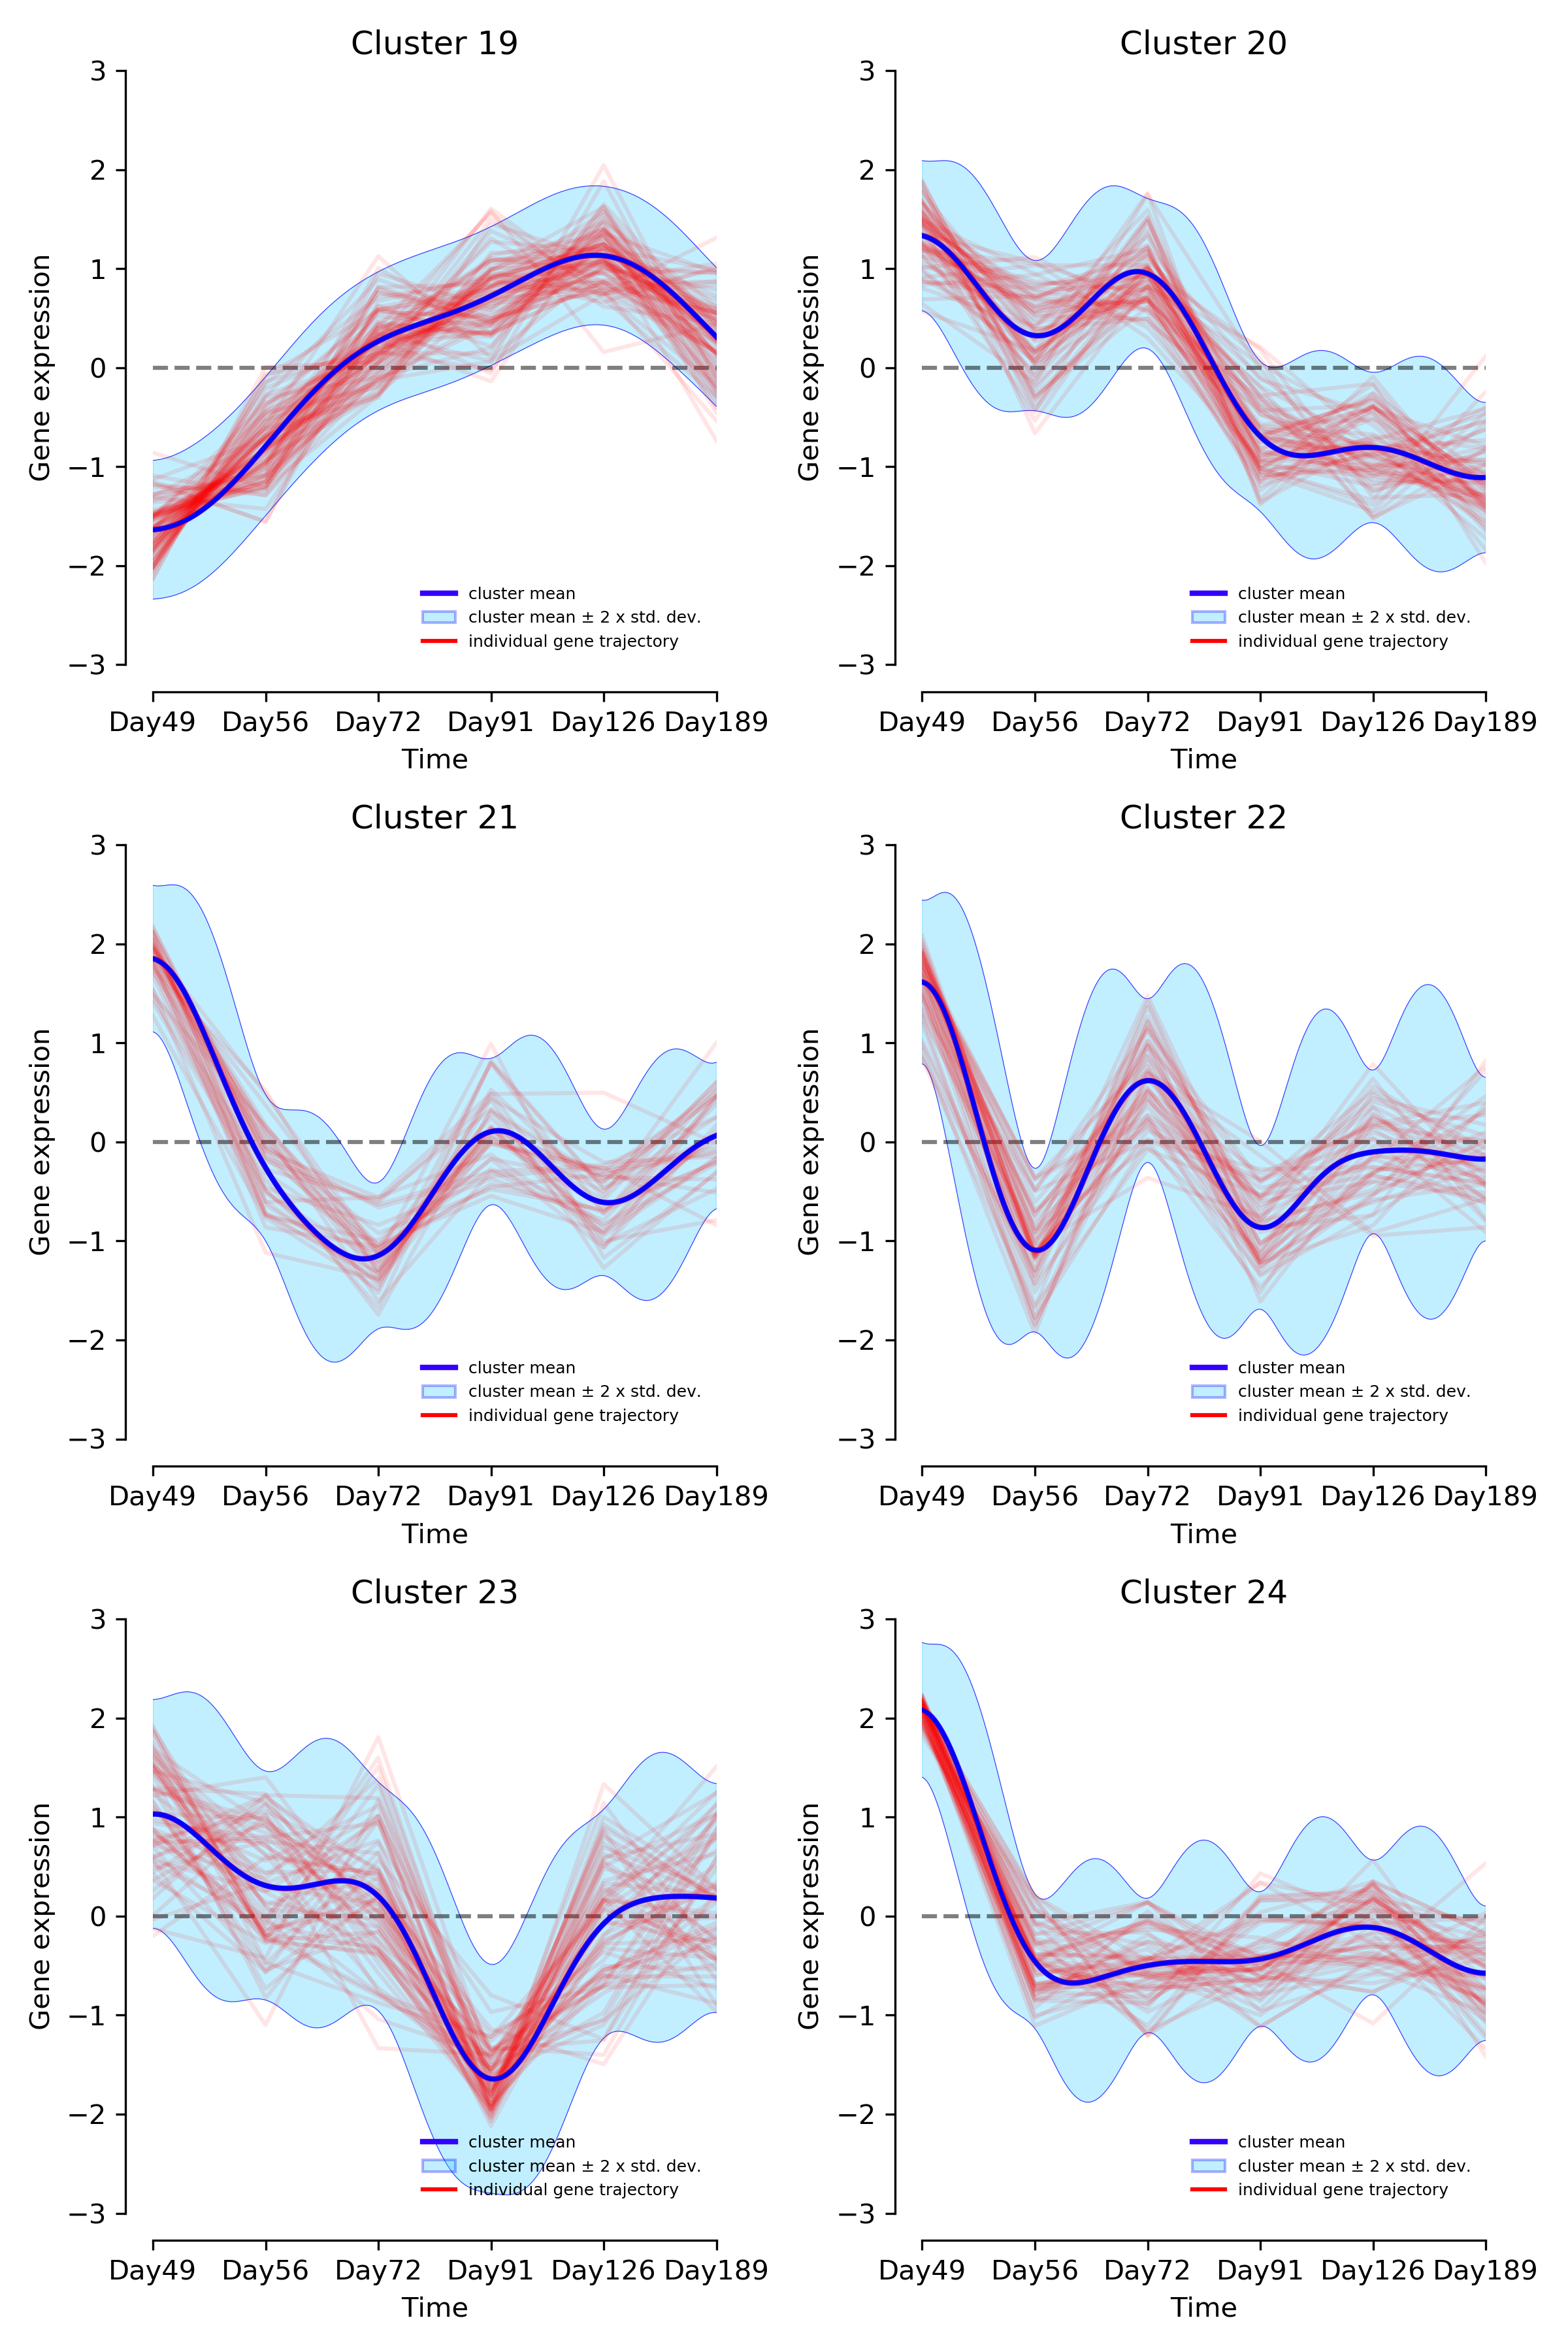 Cluster 19
Cluster 20
3
2
1
0
−1
−2
−3
Gene expression
cluster mean
cluster mean ± 2 x std. dev.
individual gene trajectory
Day49 Day56 Day72 Day91 Day126 Day189
Time
3
2
1
0
−1
−2
−3
Gene expression
cluster mean
cluster mean ± 2 x std. dev.
individual gene trajectory
Day49 Day56 Day72 Day91 Day126 Day189
Time
Cluster 21
Cluster 22
3
2
1
0
−1
−2
−3
Gene expression
cluster mean
cluster mean ± 2 x std. dev.
individual gene trajectory
Day49 Day56 Day72 Day91 Day126 Day189
Time
3
2
1
0
−1
−2
−3
Gene expression
cluster mean
cluster mean ± 2 x std. dev.
individual gene trajectory
Day49 Day56 Day72 Day91 Day126 Day189
Time
Cluster 23
Cluster 24
3
2
1
0
−1
−2
−3
Gene expression
cluster mean
cluster mean ± 2 x std. dev.
individual gene trajectory
Day49 Day56 Day72 Day91 Day126 Day189
Time
3
2
1
0
−1
−2
−3
Gene expression
cluster mean
cluster mean ± 2 x std. dev.
individual gene trajectory
Day49 Day56 Day72 Day91 Day126 Day189
Time